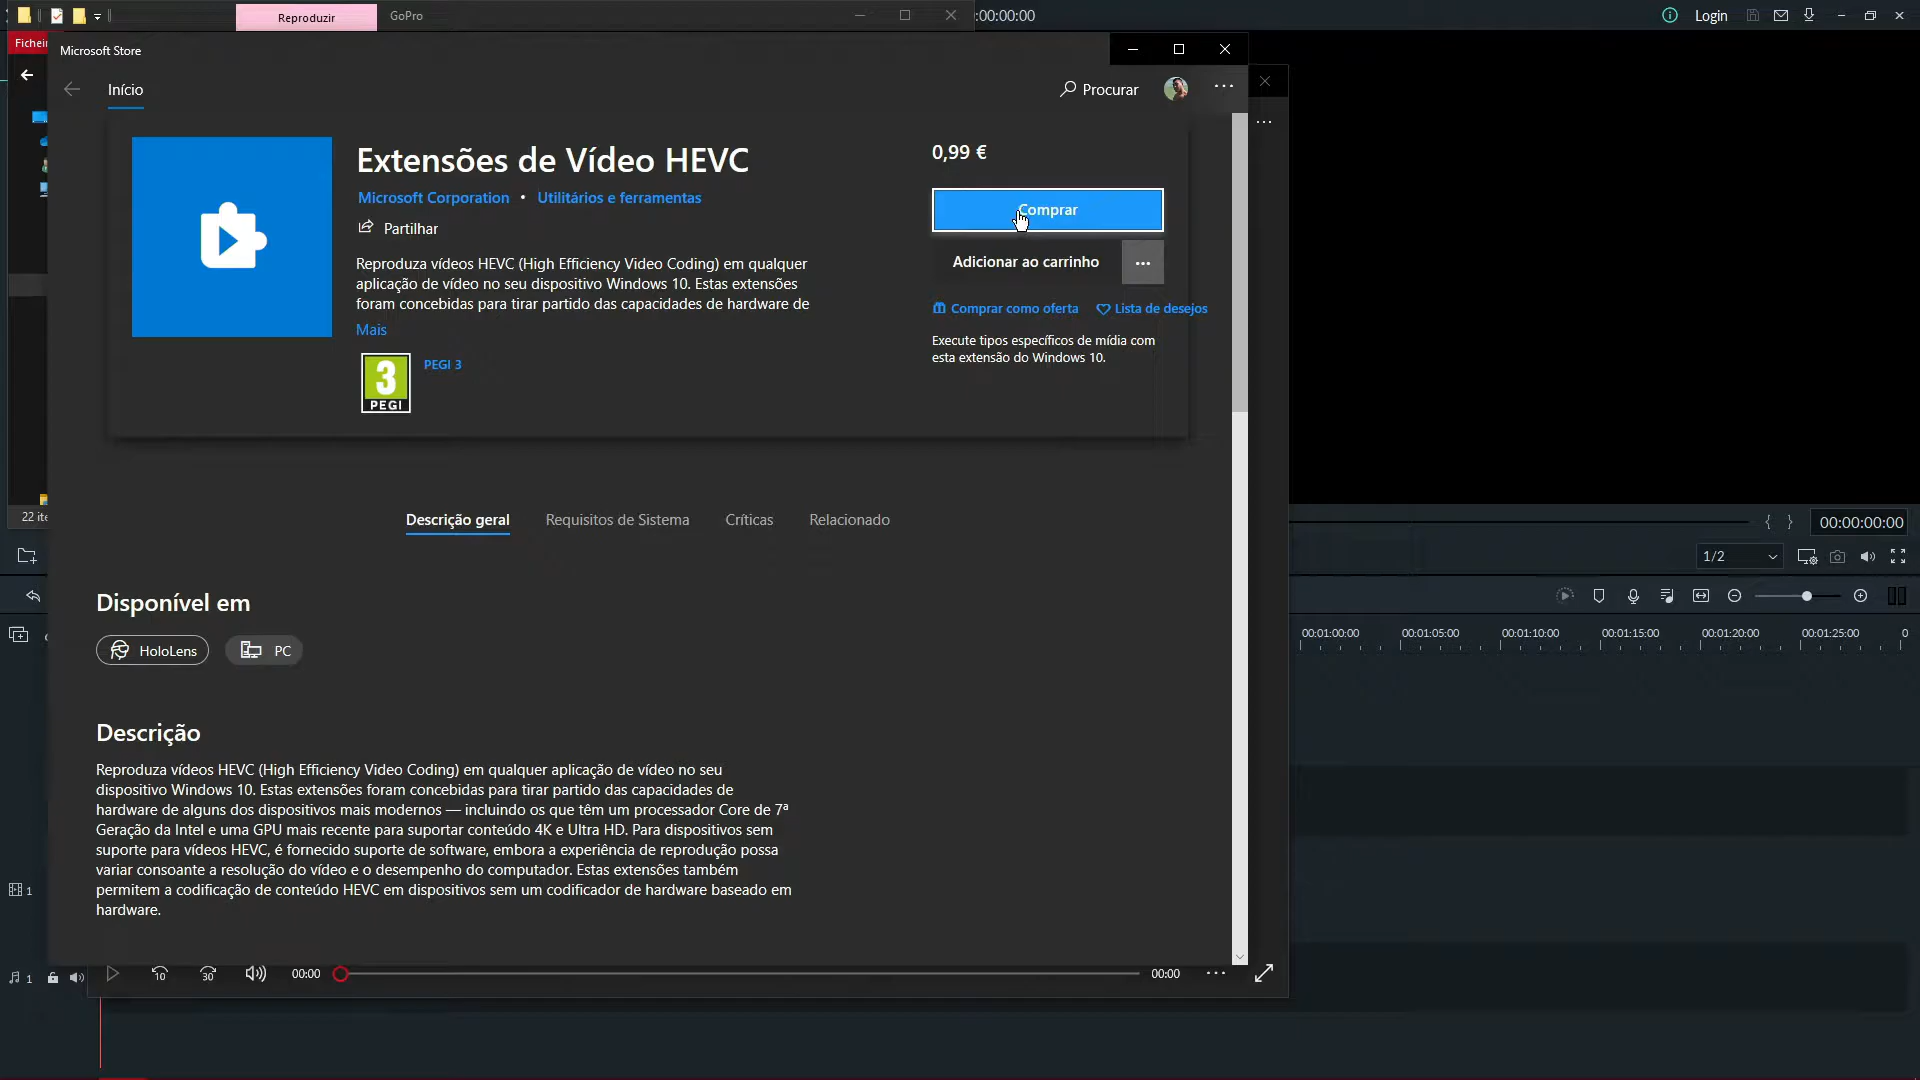 Reproduzir
GoPro
:00:00:00
Login
Microsoft Store
Início
Procurar
Extensões de Vídeo HEVC
Microsoft Corporation • Utilitários e ferramentas
Partilhar
Reproduza vídeos HEVC (High Efficiency Video Coding) em qualquer
aplicação de vídeo no seu dispositivo Windows 10. Estas extensões
foram concebidas para tirar partido das capacidades de hardware de
Mais
3
PEGI
PEGI 3
0,99 €
Comprar
Adicionar ao carrinho
Comprar como oferta
Lista de desejos
Execute tipos específicos de mídia com
esta extensão do Windows 10.
22 ite
Descrição geral
Requisitos de Sistema
Críticas
Relacionado
00:00:00:00
1/2
Disponível em
HoloLens
PC
00:01:00:00
00:01:05:00
00:01:10:00
00:01:15:00
00:01:20:00
00:01:25:00
0
Descrição
Reproduza vídeos HEVC (High Efficiency Video Coding) em qualquer aplicação de vídeo no seu
dispositivo Windows 10. Estas extensões foram concebidas para tirar partido das capacidades de
hardware de alguns dos dispositivos mais modernos — incluindo os que têm um processador Core de 7ª
Geração da Intel e uma GPU mais recente para suportar conteúdo 4K e Ultra HD. Para dispositivos sem
suporte para vídeos HEVC, é fornecido suporte de software, embora a experiência de reprodução possa
variar consoante a resolução do vídeo e o desempenho do computador. Estas extensões também
permitem a codificação de conteúdo HEVC em dispositivos sem um codificador de hardware baseado em
hardware.
1
1
10
30
00:00
00:00